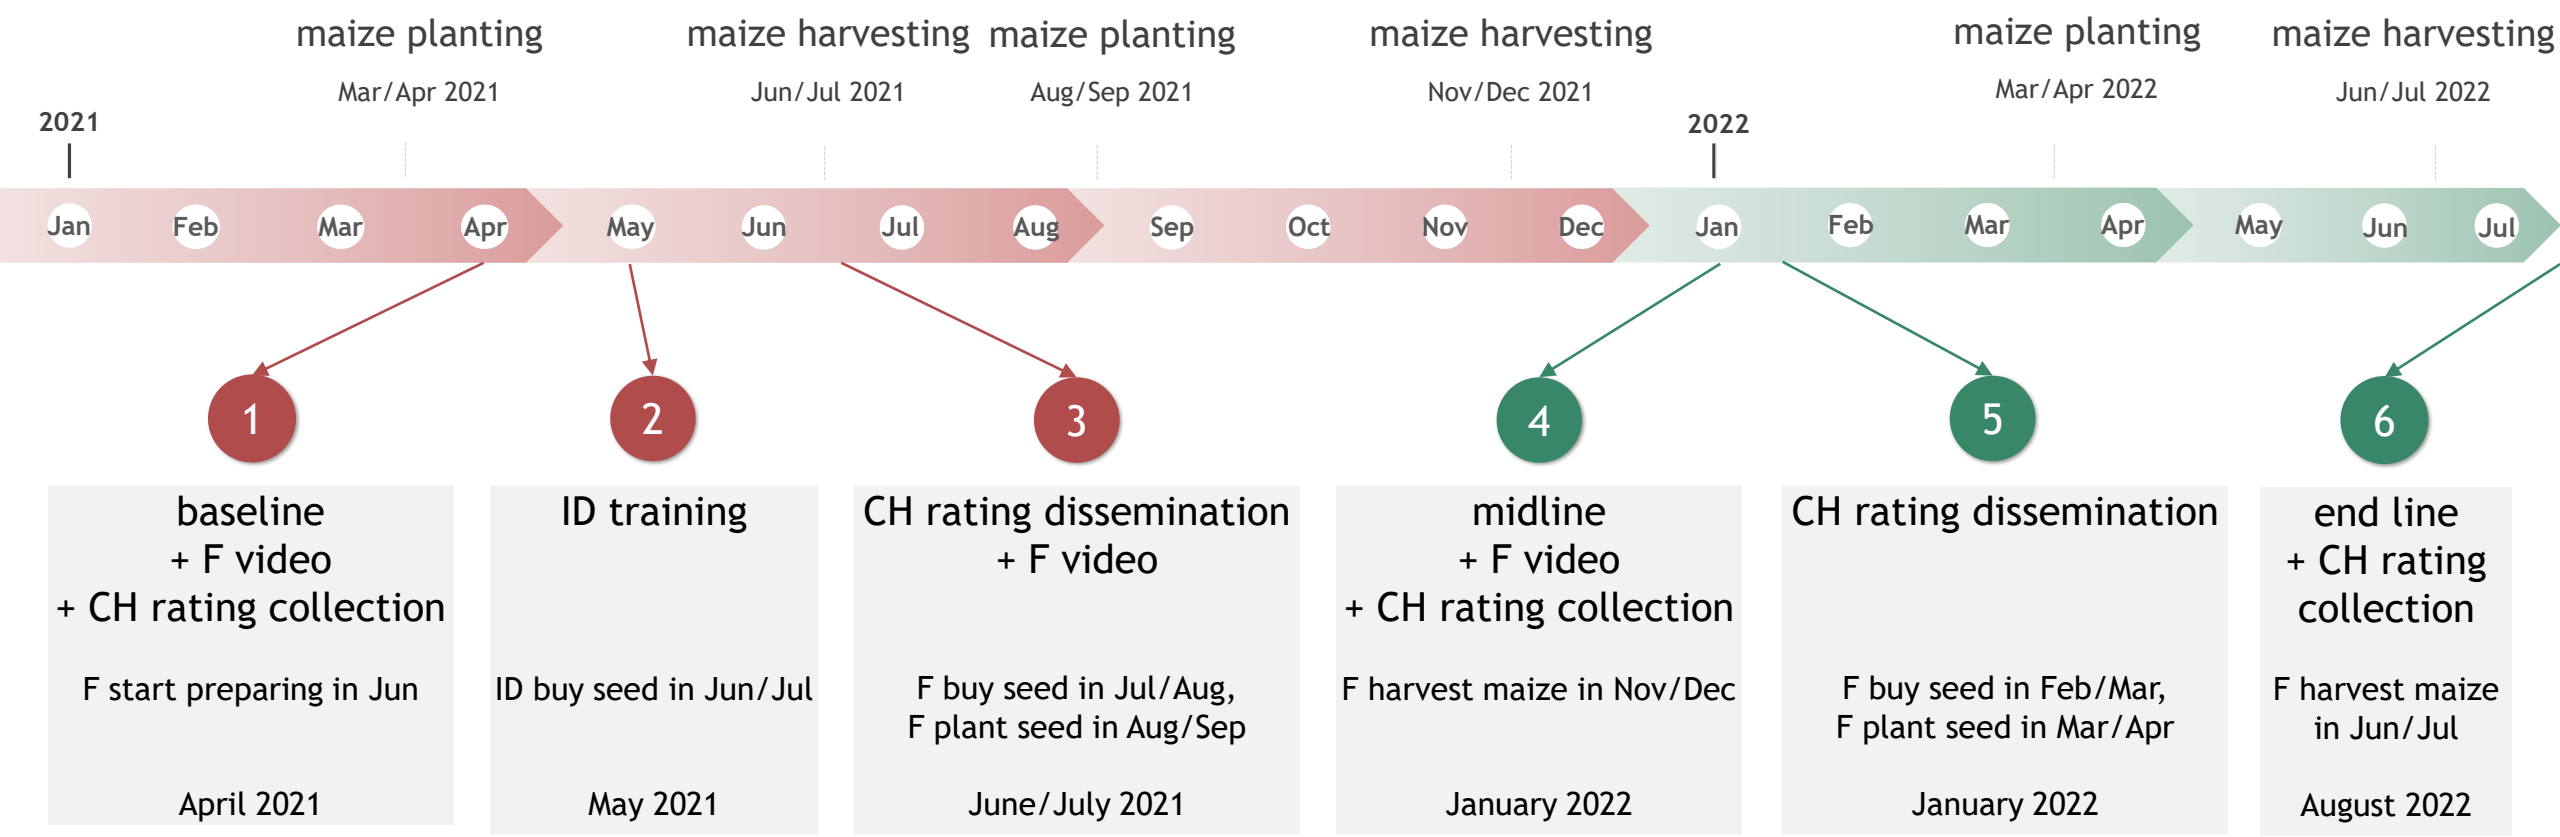 maize planting
Mar/Apr 2021
maize harvesting
Jun/Jul 2021
maize planting
Aug/Sep 2021
maize harvesting
Nov/Dec 2021
maize planting
Mar/Apr 2022
maize harvesting
Jun/Jul 2022
2021
2022
Jan
Feb
Mar
Apr
May
Jun
Jul
Aug
Sep
Oct
Nov
Dec
Jan
Feb
Mar
Apr
May
Jun
Jul
1
baseline
+ F video
+ CH rating collection
F start preparing in Jun
April 2021
2
ID training
ID buy seed in Jun/Jul
May 2021
3
CH rating dissemination
+ F video
F buy seed in Jul/Aug,
F plant seed in Aug/Sep
June/July 2021
4
midline
+ F video
+ CH rating collection
F harvest maize in Nov/Dec
January 2022
5
CH rating dissemination
F buy seed in Feb/Mar,
F plant seed in Mar/Apr
January 2022
6
end line
+ CH rating
collection
F harvest maize
in Jun/Jul
August 2022